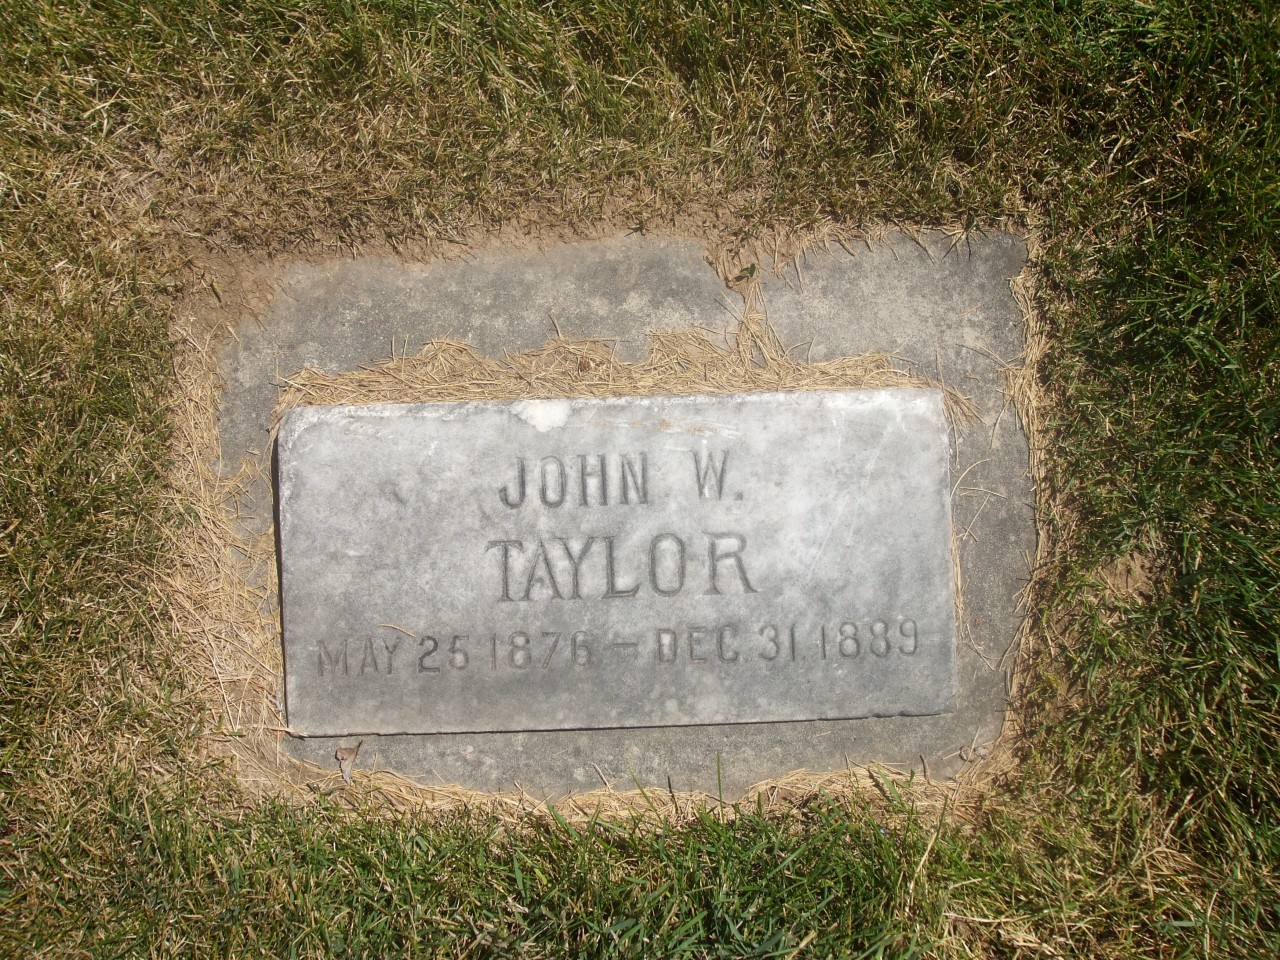 JOHN W.
TAYLOR
MAY 25 1876 – DEC. 31. 1889